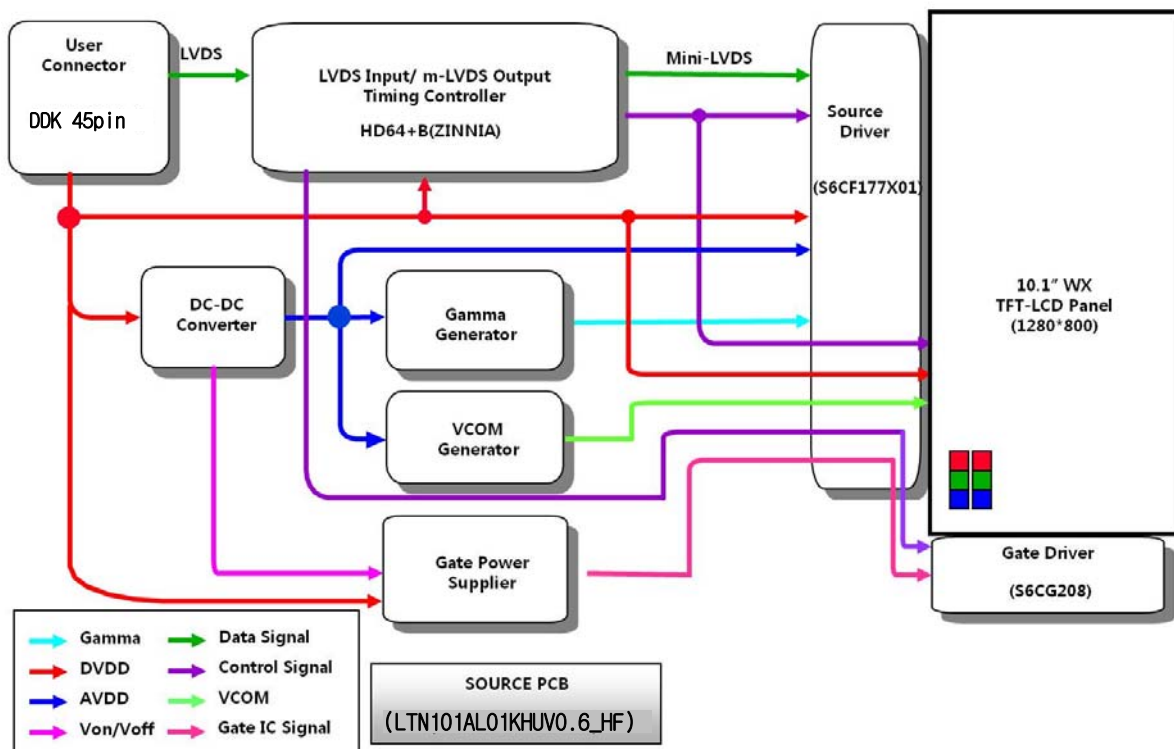 User
Connector
DDK 45pin
LVDS
LVDS Input/ m-LVDS Output
Timing Controller
HD64+B(ZINNIA)
Mini-LVDS
Source
Driver
(S6CF177X01)
10.1" WX
TFT-LCD Panel
(1280*800)
DC-DC
Converter
Gamma
Generator
VCOM
Generator
Gate Power
Supplier
Gate Driver
(S6CG208)
Gamma
Data Signal
DVDD
Control Signal
AVDD
VCOM
Von/Voff
Gate IC Signal
SOURCE PCB
(LTN101AL01KHUV0.6_HF)